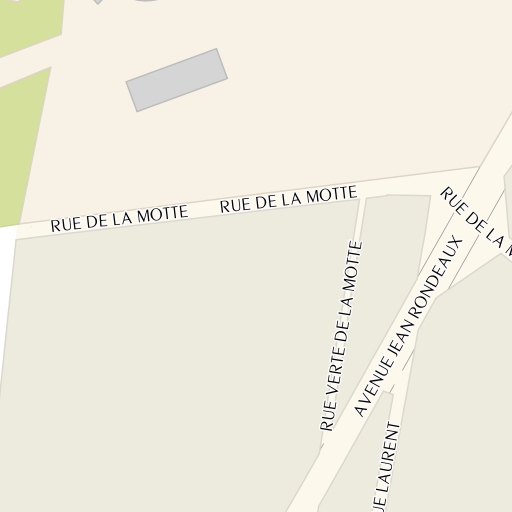 RUE DE LA MOTTE
RUE DE LA MOTTE
RUE DE LA
RUE VERTE DE LA MOTTE
AVENUE JEAN RONDEAUX
LAURENT